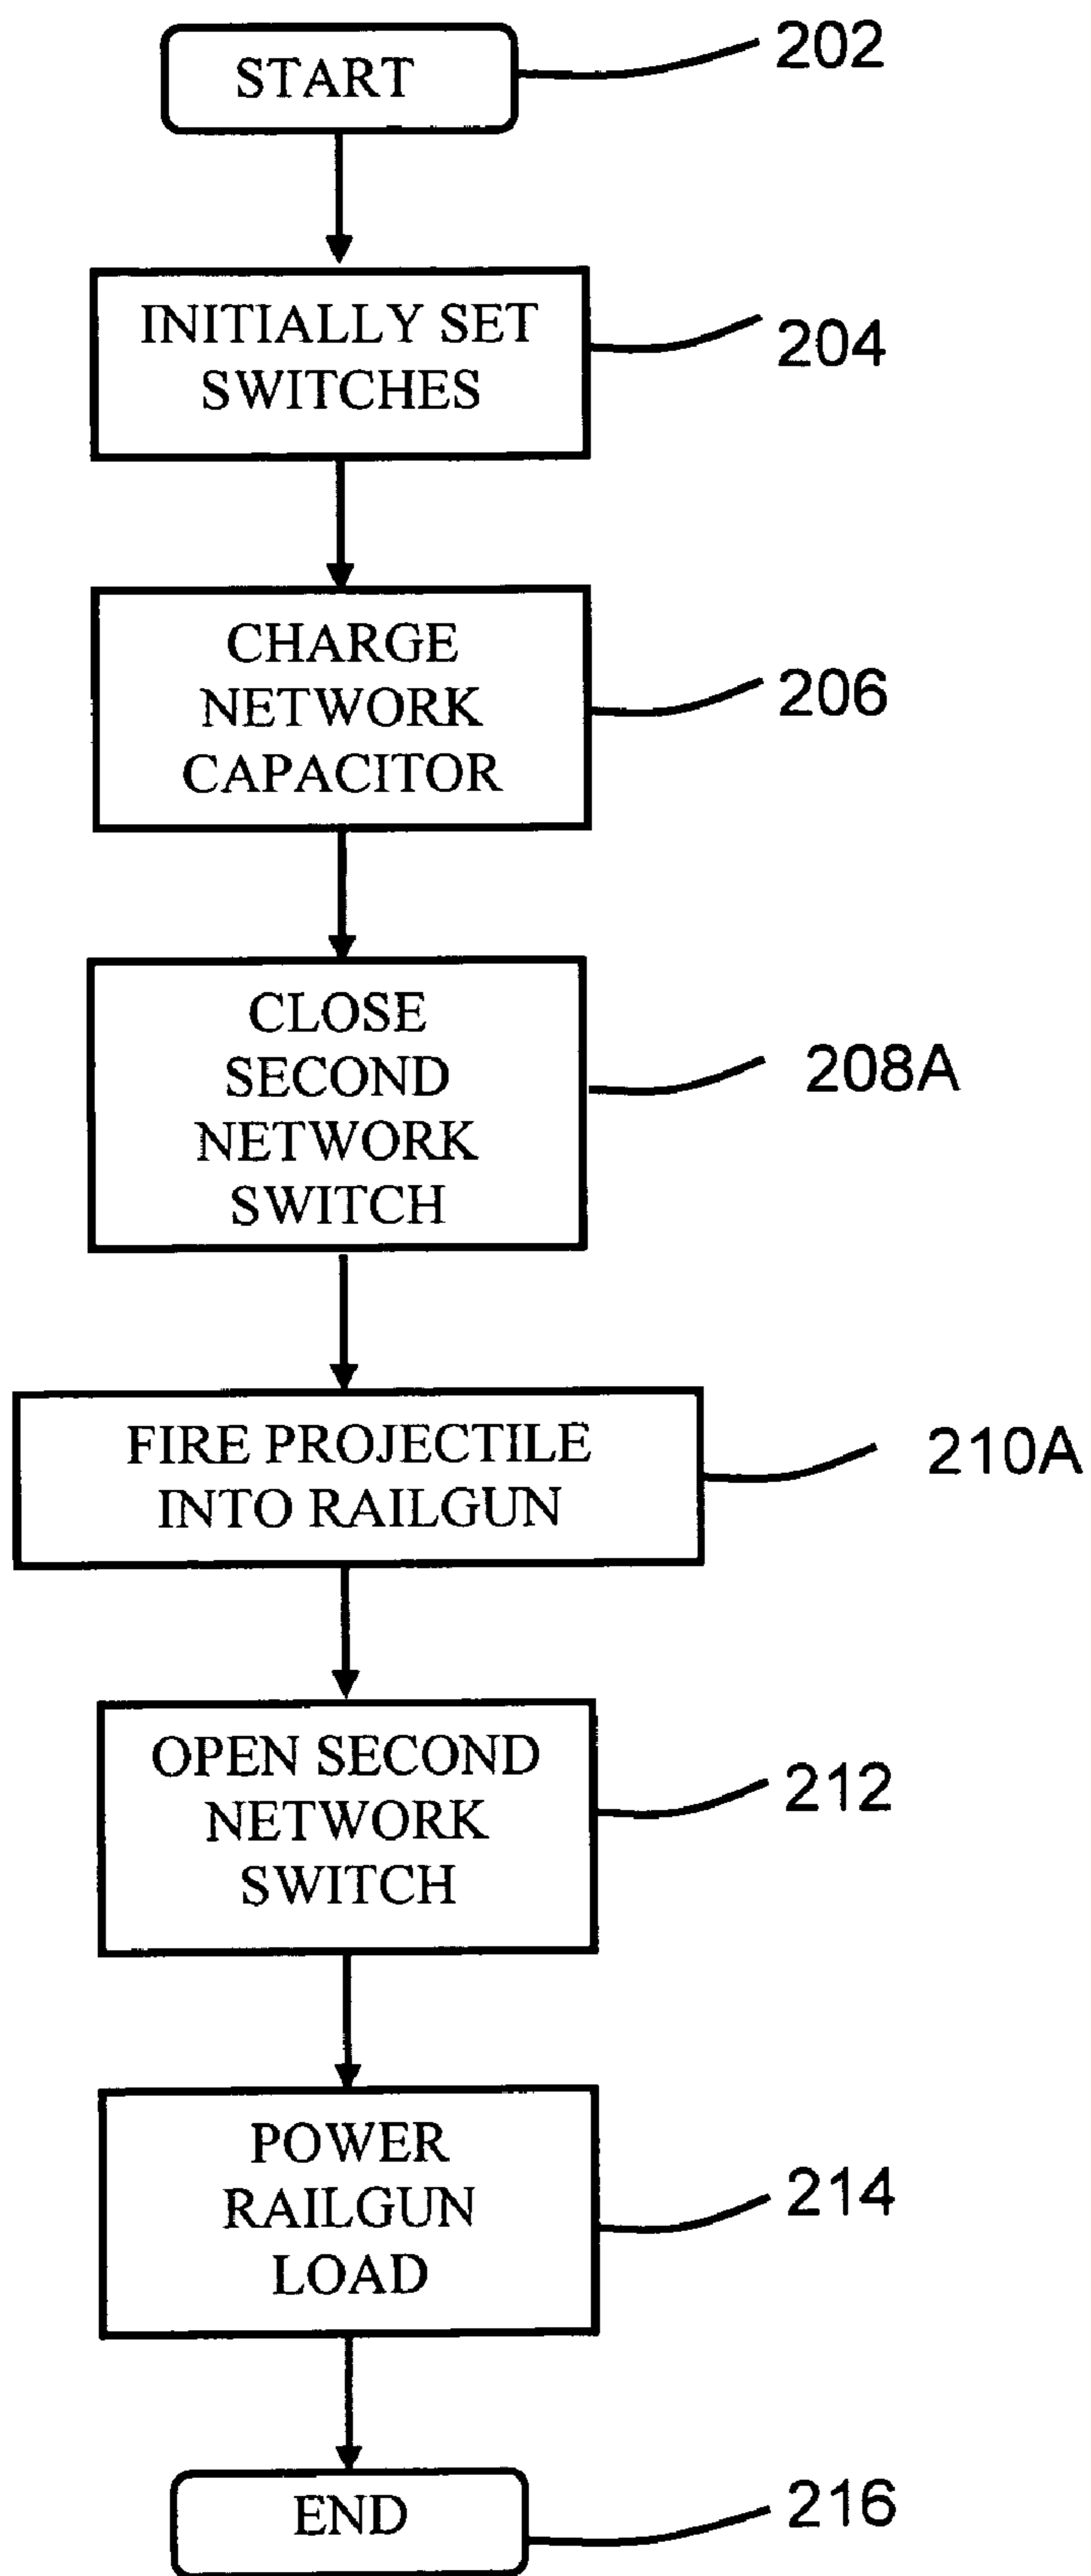 START
202
INITIALLY SET
SWITCHES
204
CHARGE
NETWORK
CAPACITOR
206
CLOSE
SECOND
NETWORK
SWITCH
208A
FIRE PROJECTILE
INTO RAILGUN
210A
OPEN SECOND
NETWORK
SWITCH
212
POWER
RAILGUN
LOAD
214
END
216